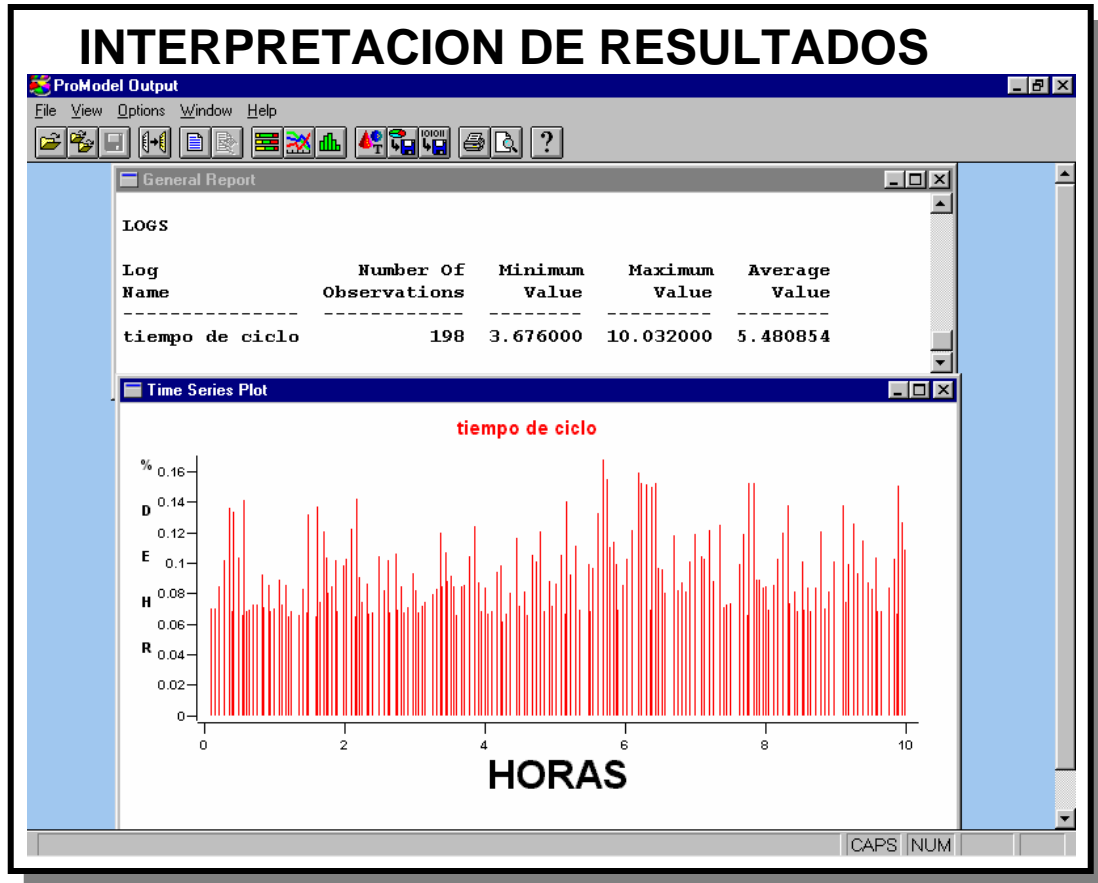 INTERPRETACION DE RESULTADOS
ProModel Output
File View Options Window Help
General Report
LOGS
Log Number Of Minimum Maximum Average
Name Observations Value Value Value
tiempo de ciclo 198 3.676000 10.032000 5.480854
Time Series Plot
tiempo de ciclo
% DE HR
0.16
0.14
0.12
0.1
0.08
0.06
0.04
0.02
0
0 2 4 6 8 10
HORAS
CAPS NUM